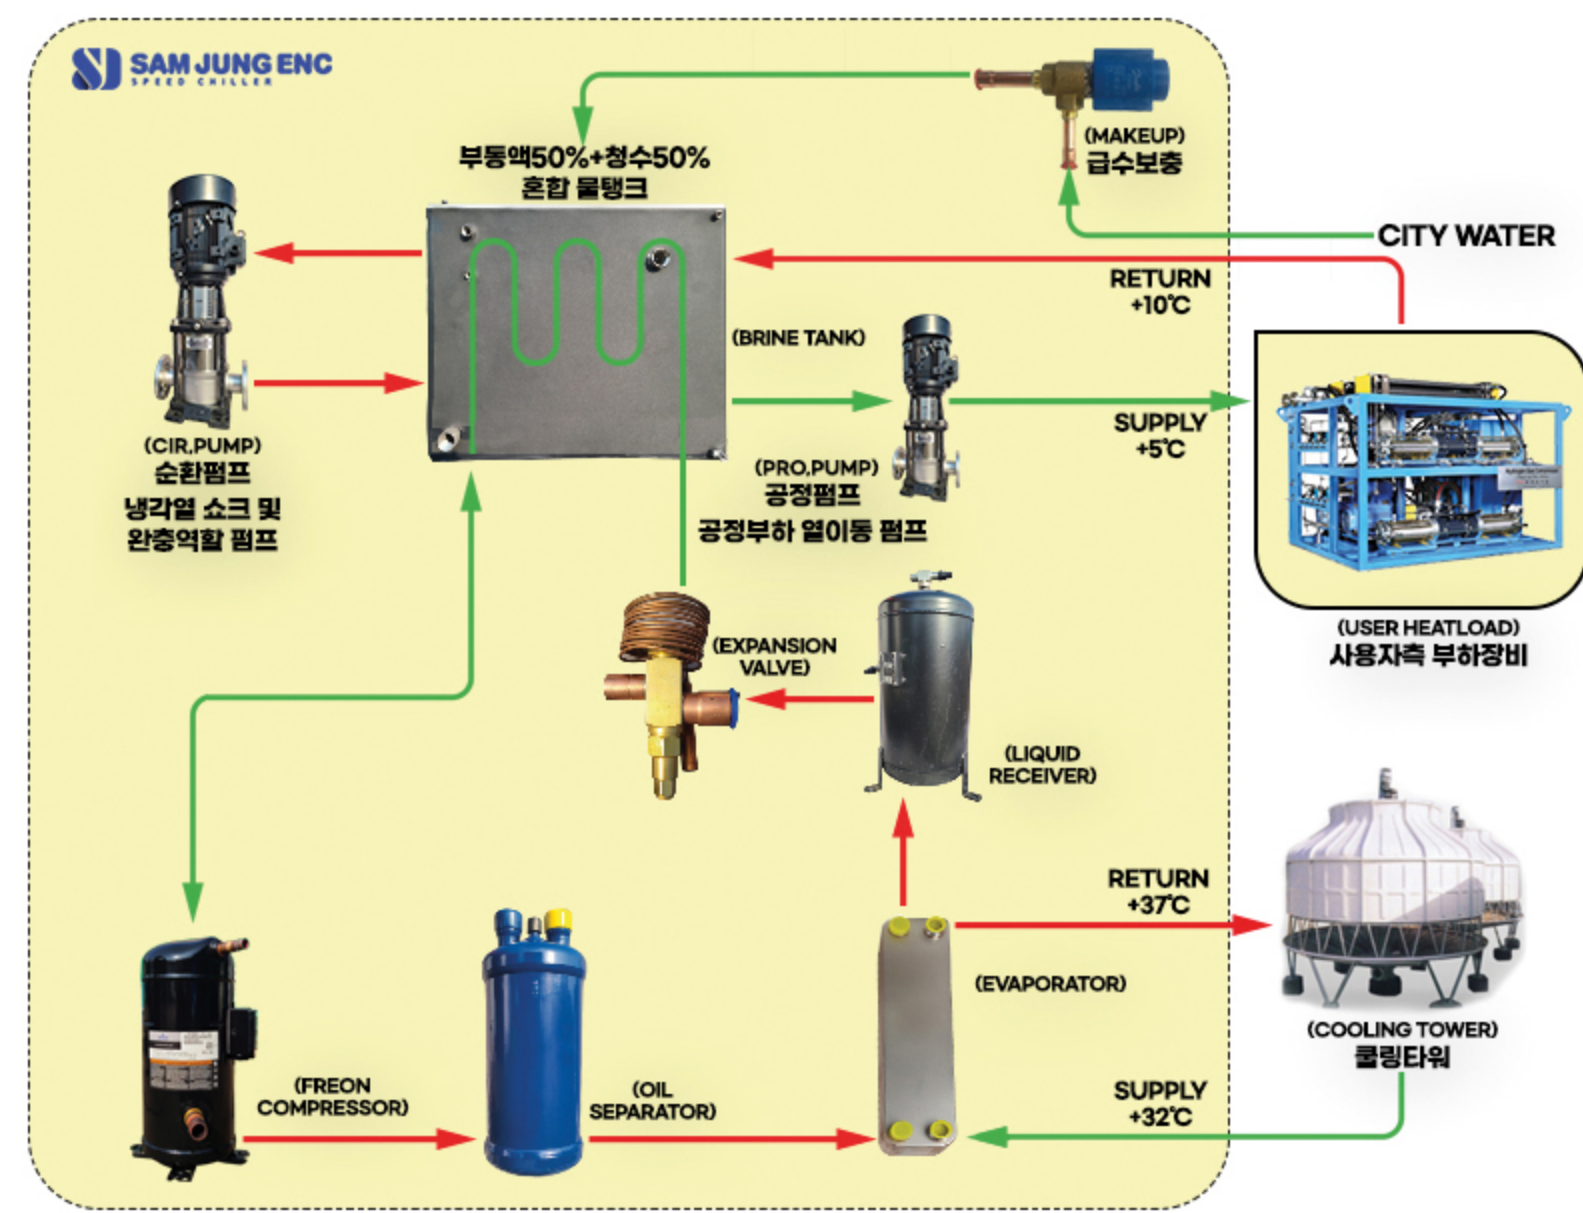 SAM JUNG ENC
SPEED CHILLER
(MAKEUP)
급수보충
부동액50%+청수50%
혼합 물탱크
CITY WATER
RETURN
+10℃
(BRINE TANK)
SUPPLY
+5℃
(CIR.PUMP)
순환펌프
냉각열 쇼크 및
완충역할 펌프
(PRO.PUMP)
공정펌프
공정부하 열이동 펌프
(USER HEATLOAD)
사용자측 부하장비
(EXPANSION
VALVE)
(LIQUID
RECEIVER)
RETURN
+37℃
(EVAPORATOR)
(COOLING TOWER)
쿨링타워
(FREON
COMPRESSOR)
(OIL
SEPARATOR)
SUPPLY
+32℃